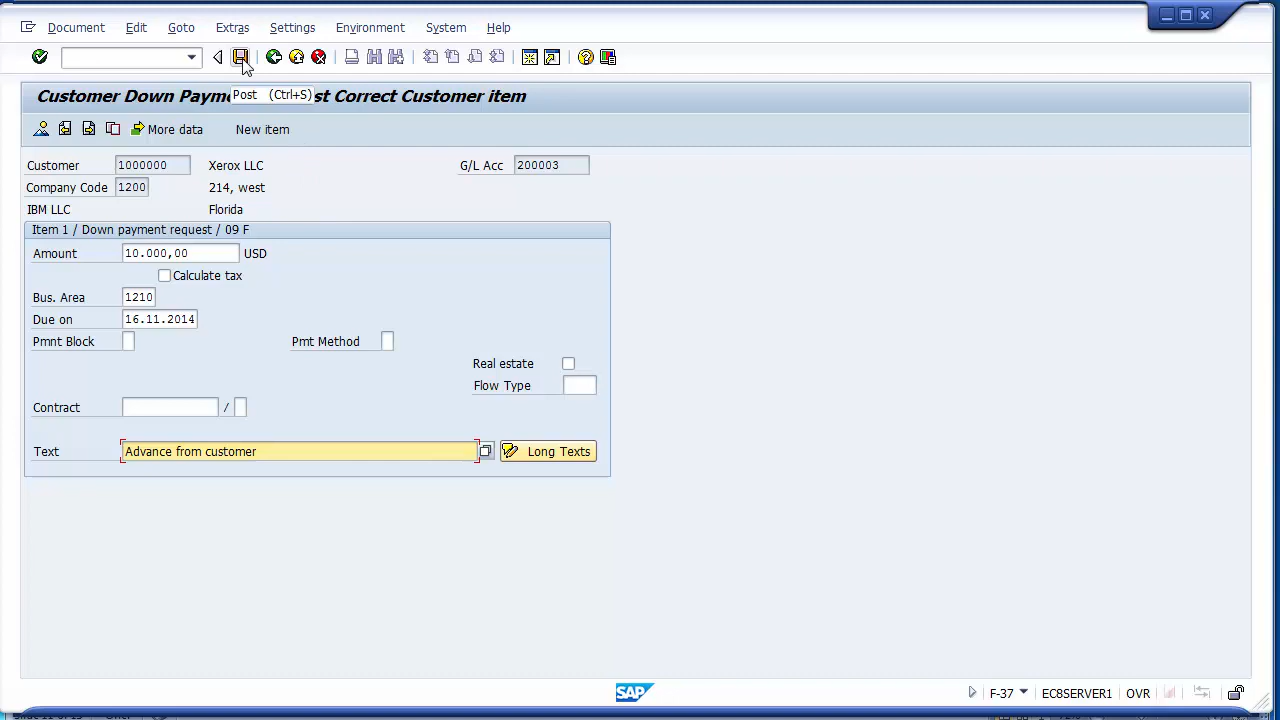 Document Edit Goto Extras Settings Environment System Help
Customer Down Payme st Correct Customer item
Post (Ctrl+S)
More data New item
Customer 1000000 Xerox LLC G/L Acc 200003
Company Code 1200 214, west
IBM LLC Florida
Item 1 / Down payment request / 09 F
Amount 10.000,00 USD
Calculate tax
Bus. Area 1210
Due on 16.11.2014
Pmnt Block Pmt Method
Real estate
Flow Type
Contract /
Text Advance from customer Long Texts
SAP F-37 EC8SERVER1 OVR